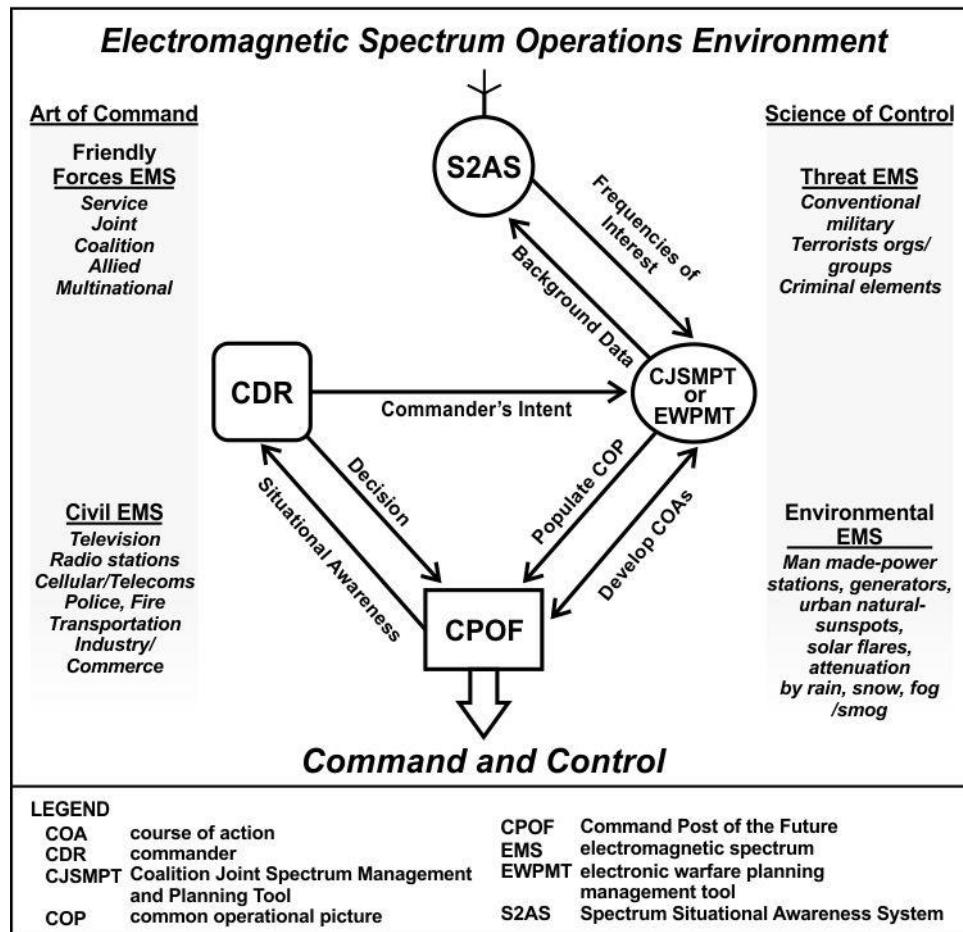 Electromagnetic Spectrum Operations Environment
Art of Command
Friendly
Forces EMS
Service
Joint
Coalition
Allied
Multinational
Civil EMS
Television
Radio stations
Cellular/Telecoms
Police, Fire
Transportation
Industry/
Commerce
S2AS
Frequencies of
Interest
Background Data
CDR
Commander's Intent
CJSMPT
or
EWPMT
Decision
Situational Awareness
Populate COP
Develop COAs
CPOF
Science of Control
Threat EMS
Conventional
military
Terrorists orgs/
groups
Criminal elements
Environmental
EMS
Man made-power
stations, generators,
urban natural-
sunspots,
solar flares,
attenuation
by rain, snow, fog
/smog
Command and Control
LEGEND
COA course of action
CDR commander
CJSMPT Coalition Joint Spectrum Management
and Planning Tool
COP common operational picture
CPOF Command Post of the Future
EMS electromagnetic spectrum
EWPMT electronic warfare planning
management tool
S2AS Spectrum Situational Awareness System